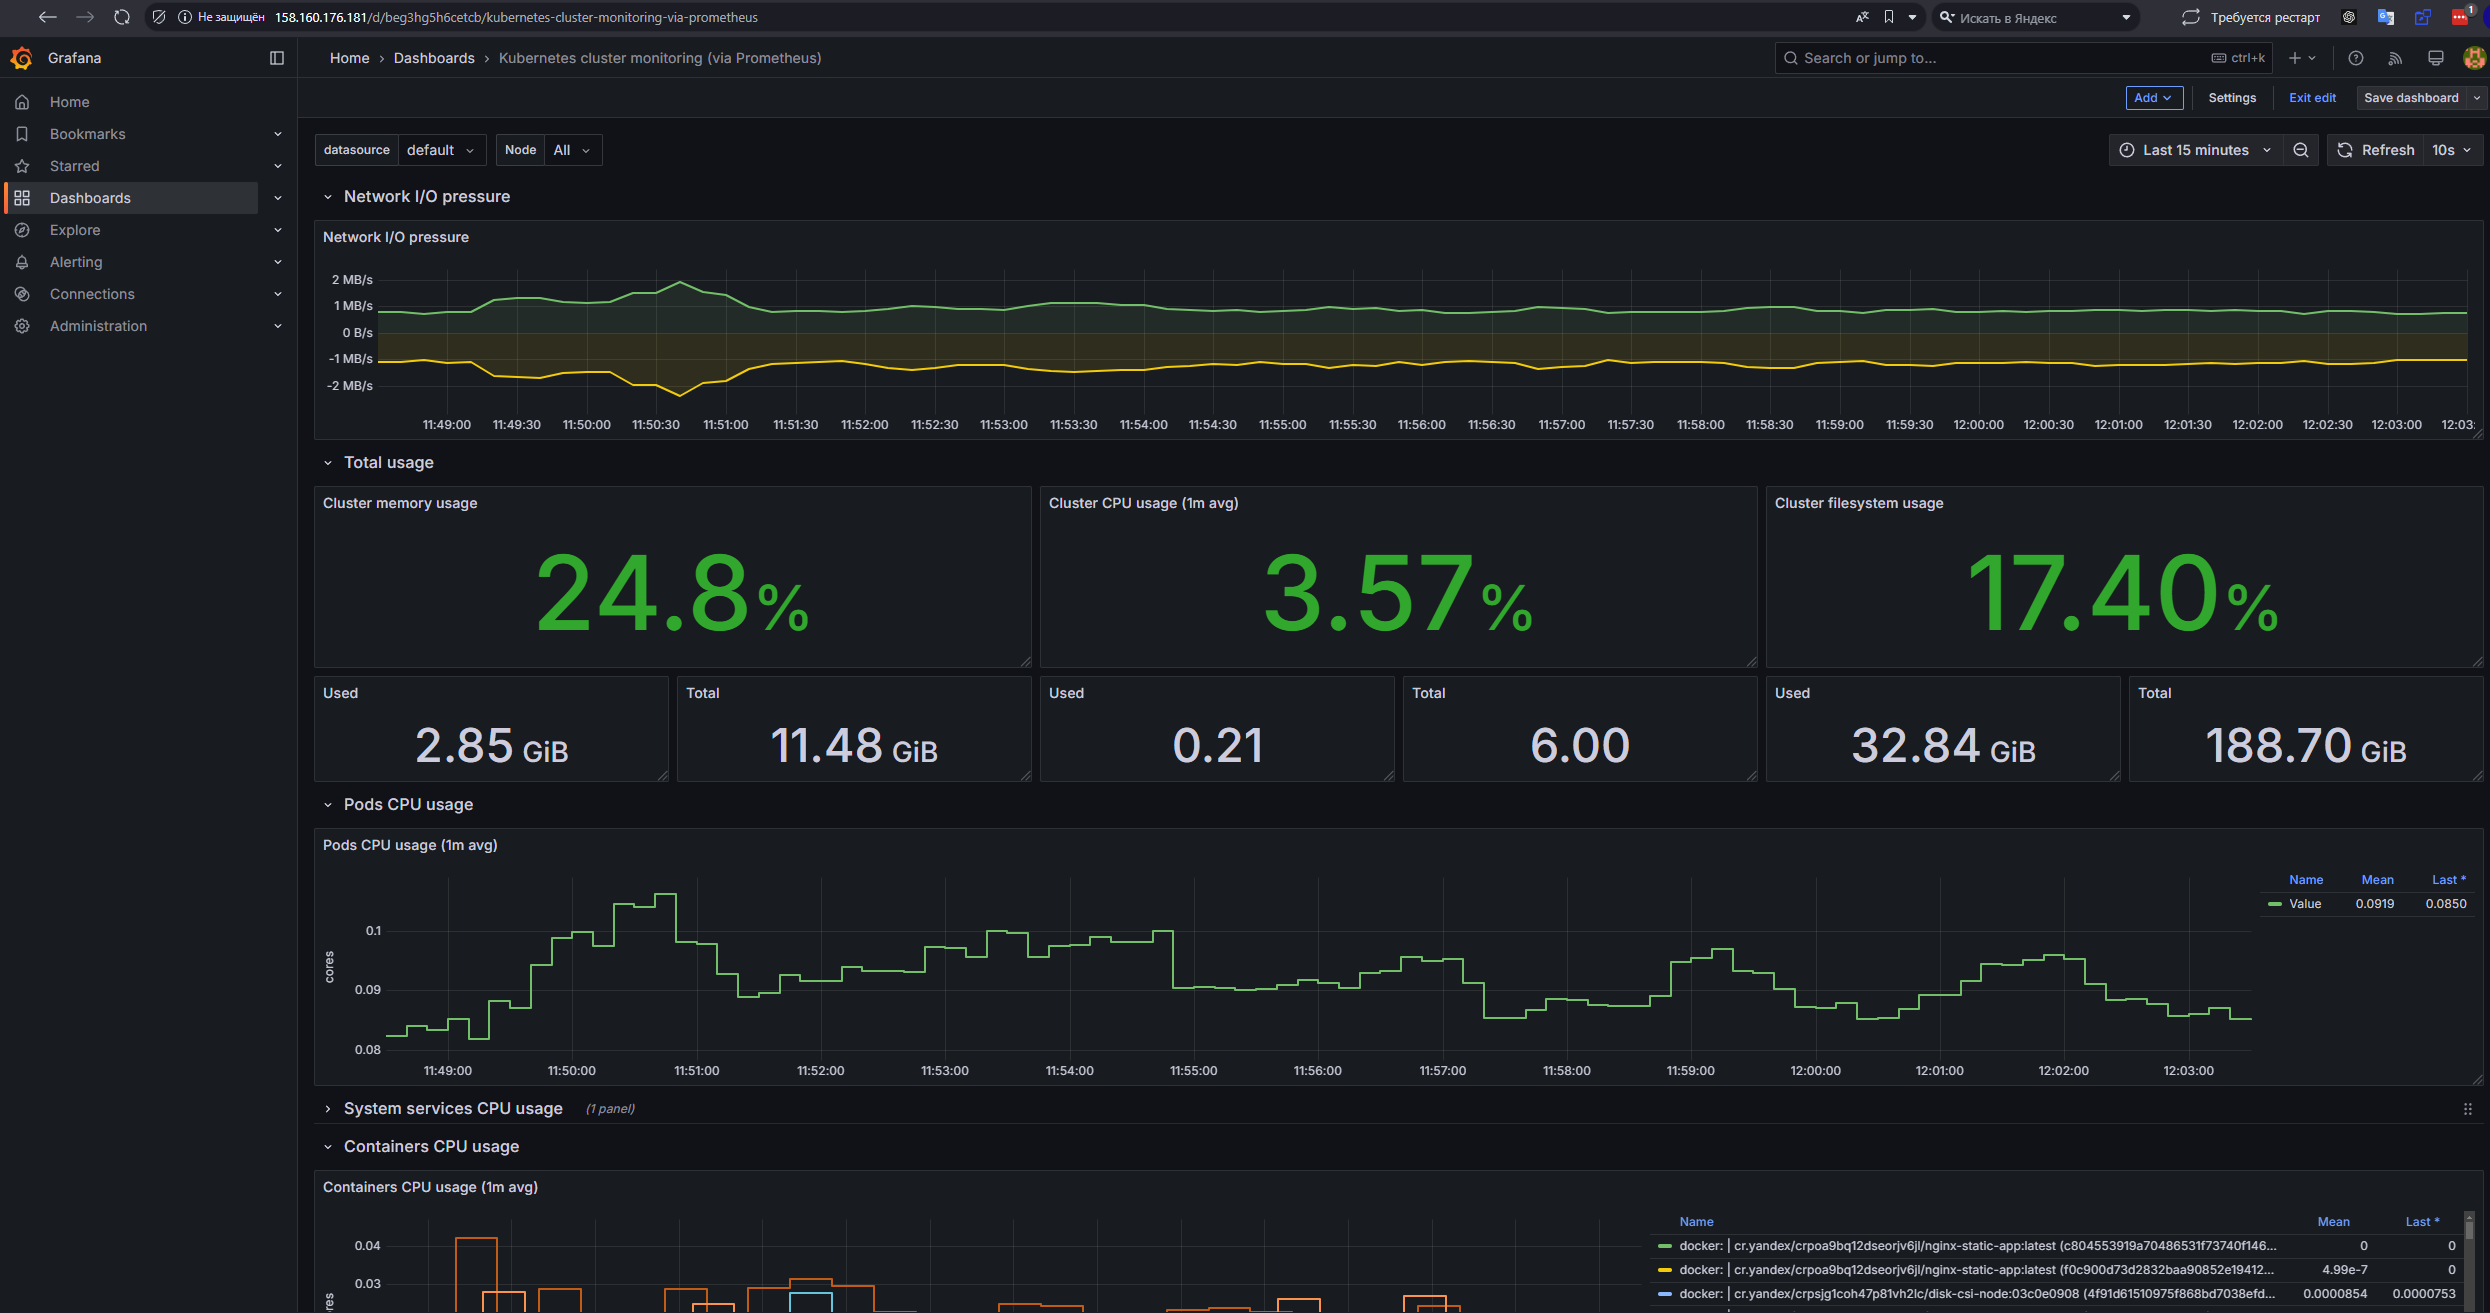 Не защищён 158.160.176.181/d/beg3hg5h6cetcb/kubernetes-cluster-monitoring-via-prometheus Искать в Яндекс Требуется рестарт 1
Grafana Home › Dashboards › Kubernetes cluster monitoring (via Prometheus) Search or jump to... ctrl+k
Add Settings Exit edit Save dashboard
Home
Bookmarks
Starred
Dashboards
Explore
Alerting
Connections
Administration
datasource default Node All Last 15 minutes Refresh 10s
Network I/O pressure
Network I/O pressure
2 MB/s
1 MB/s
0 B/s
-1 MB/s
-2 MB/s
11:49:00 11:49:30 11:50:00 11:50:30 11:51:00 11:51:30 11:52:00 11:52:30 11:53:00 11:53:30 11:54:00 11:54:30 11:55:00 11:55:30 11:56:00 11:56:30 11:57:00 11:57:30 11:58:00 11:58:30 11:59:00 11:59:30 12:00:00 12:00:30 12:01:00 12:01:30 12:02:00 12:02:30 12:03:00 12:03:
Total usage
Cluster memory usage Cluster CPU usage (1m avg) Cluster filesystem usage
24.8% 3.57% 17.40%
Used Total Used Total Used Total
2.85 GiB 11.48 GiB 0.21 6.00 32.84 GiB 188.70 GiB
Pods CPU usage
Pods CPU usage (1m avg)
Name Mean Last *
Value 0.0919 0.0850
cores
0.1
0.09
0.08
11:49:00 11:50:00 11:51:00 11:52:00 11:53:00 11:54:00 11:55:00 11:56:00 11:57:00 11:58:00 11:59:00 12:00:00 12:01:00 12:02:00 12:03:00
System services CPU usage (1 panel)
Containers CPU usage
Containers CPU usage (1m avg)
0.04
0.03
Name Mean Last *
docker: | cr.yandex/crpoa9bq12dseorjv6jl/nginx-static-app:latest (c804553919a70486531f73740f146... 0 0
docker: | cr.yandex/crpoa9bq12dseorjv6jl/nginx-static-app:latest (f0c900d73d2832baa90852e19412... 4.99e-7 0
docker: | cr.yandex/crpsjg1coh47p81vh2lc/disk-csi-node:03c0e0908 (4f91d61510975f868bd7038efd... 0.0000854 0.0000753